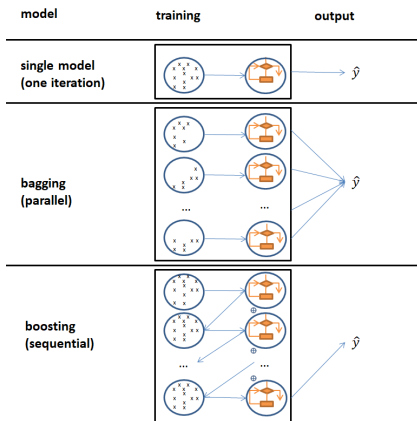 model training output
single model
(one iteration)
ŷ
bagging
(parallel)
... ...
ŷ
boosting
(sequential)
⊕
⊕
... ...
⊕
ŷ